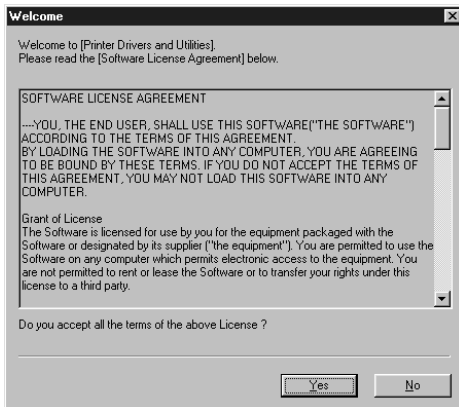 Welcome
Welcome to [Printer Drivers and Utilities].
Please read the [Software License Agreement] below.
SOFTWARE LICENSE AGREEMENT
----YOU, THE END USER, SHALL USE THIS SOFTWARE("THE SOFTWARE")
ACCORDING TO THE TERMS OF THIS AGREEMENT.
BY LOADING THE SOFTWARE INTO ANY COMPUTER, YOU ARE AGREEING
TO BE BOUND BY THESE TERMS. IF YOU DO NOT ACCEPT THE TERMS OF
THIS AGREEMENT, YOU MAY NOT LOAD THIS SOFTWARE INTO ANY
COMPUTER.
Grant of License
The Software is licensed for use by you for the equipment packaged with the
Software or designated by its supplier ("the equipment"). You are permitted to use the
Software on any computer which permits electronic access to the equipment. You
are not permitted to rent or lease the Software or to transfer your rights under this
license to a third party.
Do you accept all the terms of the above License ?
Yes No